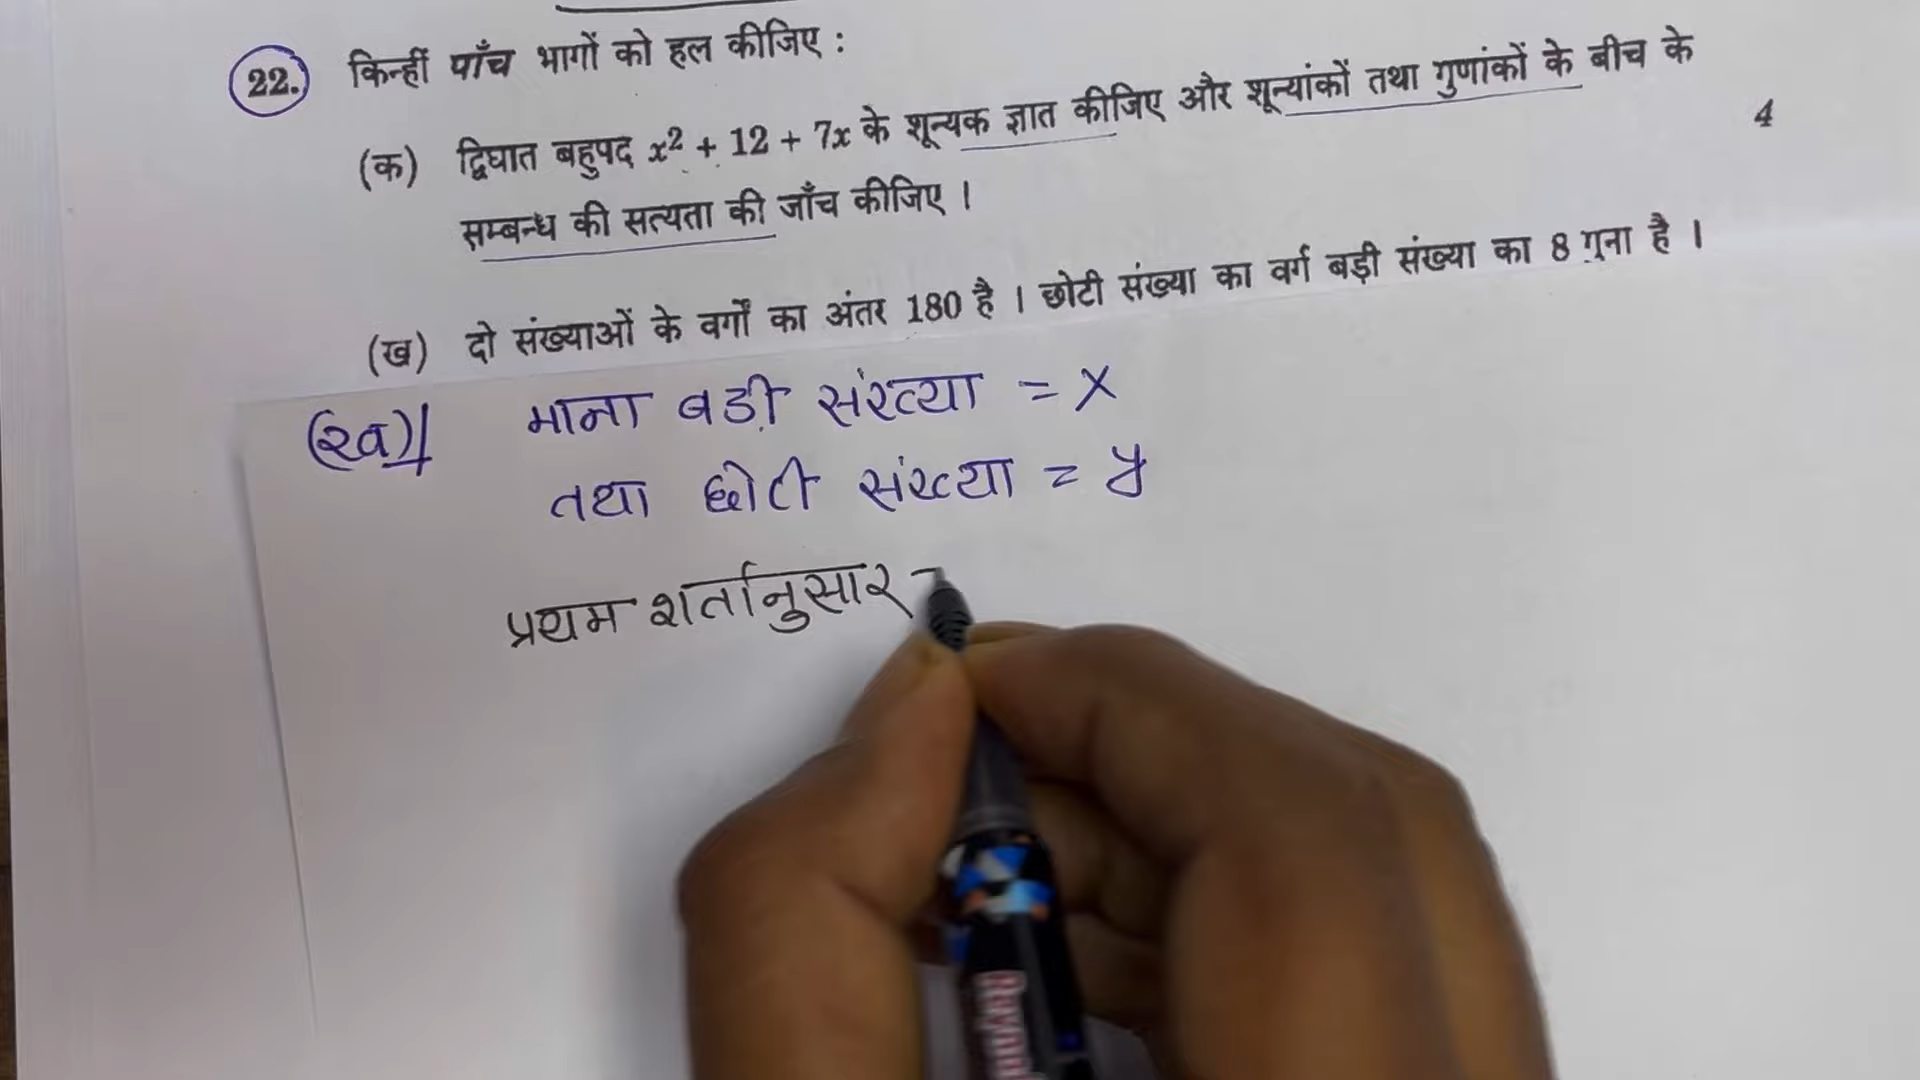 22. किन्हीं पाँच भागों को हल कीजिए :
(क) द्विघात बहुपद x² + 12 + 7x के शून्यक ज्ञात कीजिए और शून्यांकों तथा गुणांकों के बीच के
सम्बन्ध की सत्यता की जाँच कीजिए । 4
(ख) दो संख्याओं के वर्गों का अंतर 180 है । छोटी संख्या का वर्ग बड़ी संख्या का 8 गुना है ।
(ख) माना बड़ी संख्या = x
तथा छोटी संख्या = y
प्रथम शर्तानुसार -